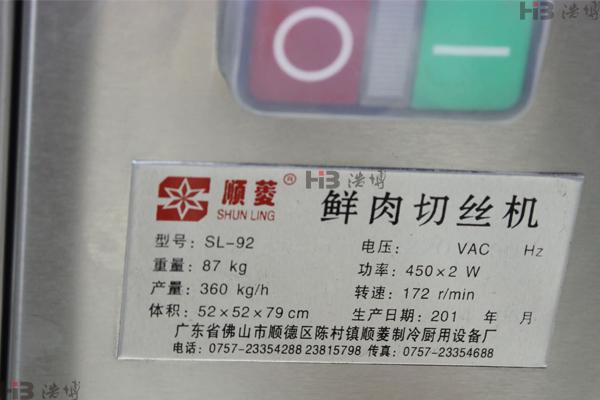 HB 浩博
顺菱® HB 浩博 鲜肉切丝机
SHUN LING
型号: SL-92 电压: VAC Hz
重量: 87 kg 功率: 450×2 W
产量: 360 kg/h 转速: 172 r/min
体积: 52×52×79 cm 生产日期: 201 年 月
广东省佛山市顺德区陈村镇顺菱制冷厨用设备厂
电话: 0757-23354288 23815798 传真: 0757-23354688
HB 浩博